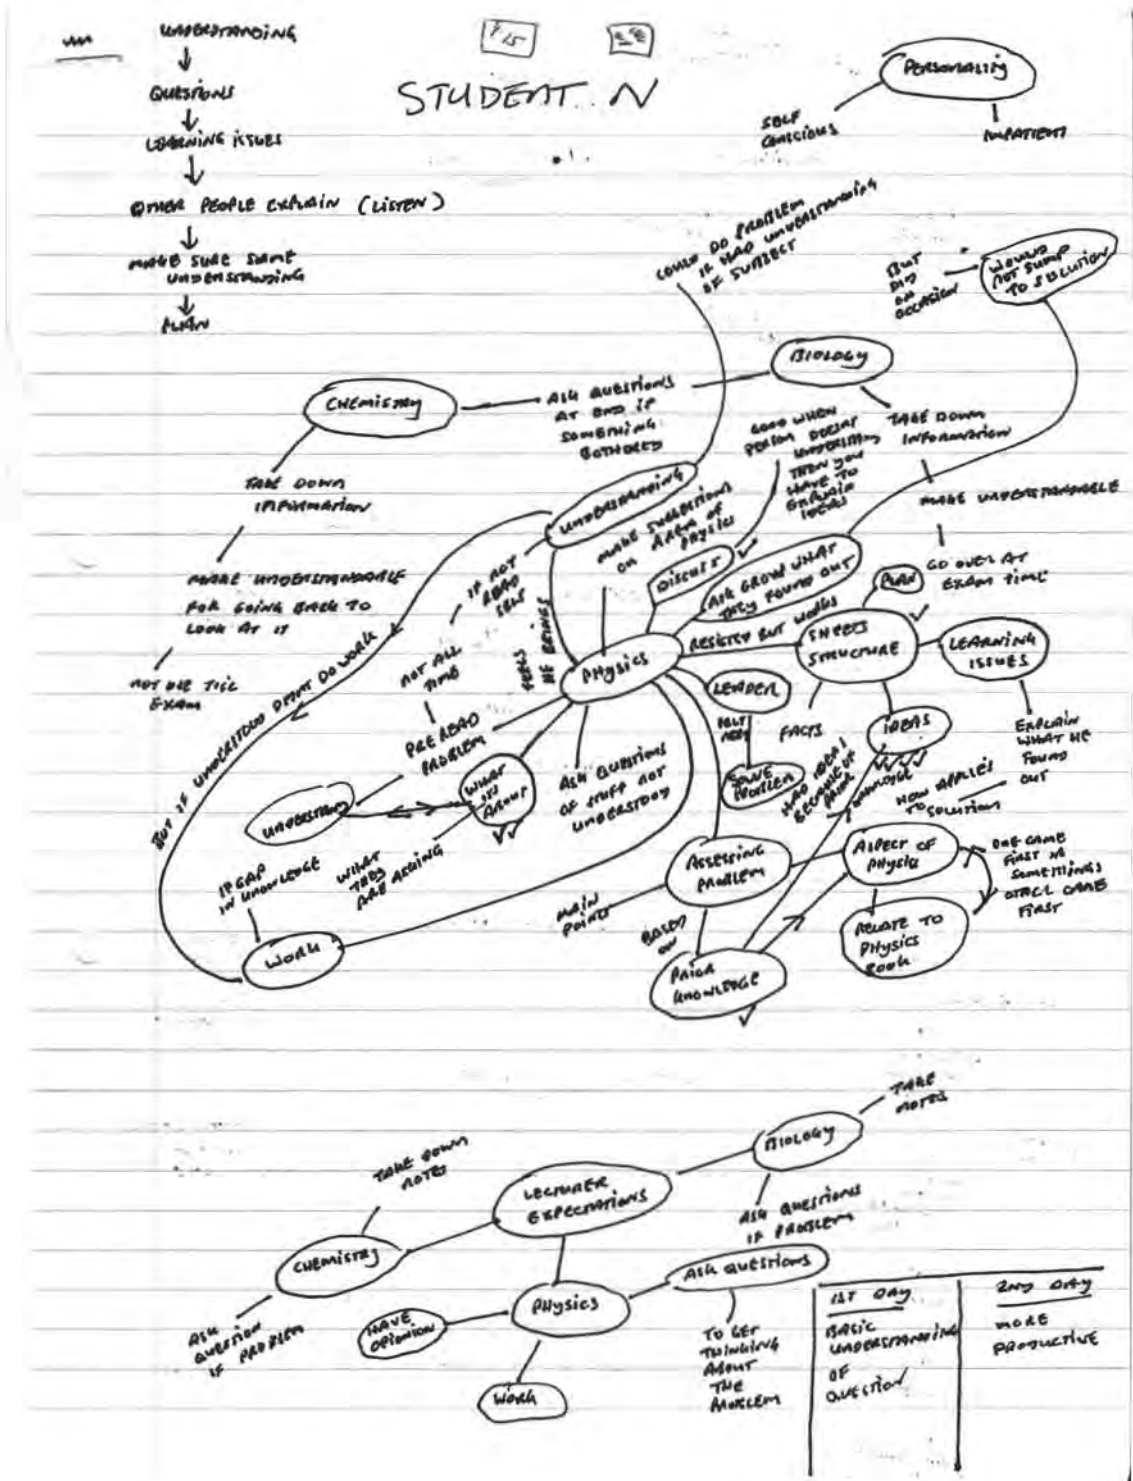 UNDERSTANDING
QUESTIONS
LEARNING ISSUES
OTHER PEOPLE EXPLAIN (LISTEN)
MAKE SURE SAME
UNDERSTANDING
PLAN
STUDENT N
PERSONALITY
SELF
CONSCIOUS
IMPATIENT
COULD DO PROBLEM
IF HAD UNDERSTANDING
OF SUBJECT
BUT
DID
ON
OCCASION
WOULD
NOT JUMP
TO SOLUTION
BIOLOGY
CHEMISTRY
ASK QUESTIONS
AT END IF
SOMETHING
BOTHERED
TAKE DOWN
INFORMATION
MAKE UNDERSTANDABLE
GO OVER AT
EXAM TIME
GOOD WHEN
PERSON DOESNT
UNDERSTAND
THEN YOU
HAVE TO
EXPLAIN
IDEAS
TAKE DOWN
INFORMATION
MAKE UNDERSTANDABLE
FOR GOING BACK TO
LOOK AT IT
NOT USE TILL
EXAM
UNDERSTANDING
MAKE SUGGESTIONS
ON AREA OF
PHYSICS
DISCUSS
ASK GROUP WHAT
THEY FOUND OUT
IF NOT
READ
SELF
NOT ALL
TIME
FEELS
HE BRINGS
BUT IF UNDERSTOOD DIDNT DO WORK
PHYSICS
RESISTED BUT WORKS
SHEETS
STRUCTURE
PLAN
LEARNING
ISSUES
LEADER
FACTS
IDEAS
EXPLAIN
WHAT HE
FOUND
OUT
SOLVE
PROBLEM
HAD IDEAS
BECAUSE OF
PRIOR
KNOWLEDGE
HOW APPLIES
TO SOLUTION
PRE READ
PROBLEM
WHAT
IS
ABOUT
ASK QUESTIONS
OF STUFF NOT
UNDERSTOOD
UNDERSTAND
WHAT
THEY
ARE ASKING
IF GAP
IN KNOWLEDGE
WORK
MAIN
POINTS
ASSESSING
PROBLEM
ASPECT OF
PHYSICS
ONE CAME
FIRST IN
SOMETHINGS
OTHER CAME
FIRST
RELATE TO
PHYSICS
BOOK
BASED
ON
PRIOR
KNOWLEDGE
TAKE
NOTES
BIOLOGY
ASK QUESTIONS
IF PROBLEM
TAKE DOWN
NOTES
LECTURER
EXPECTATIONS
CHEMISTRY
ASK
QUESTION
IF PROBLEM
PHYSICS
HAVE
OPINION
WORK
ASK QUESTIONS
TO GET
THINKING
ABOUT
THE
PROBLEM
1ST DAY
BASIC
UNDERSTANDING
OF
QUESTION
2ND DAY
MORE
PRODUCTIVE